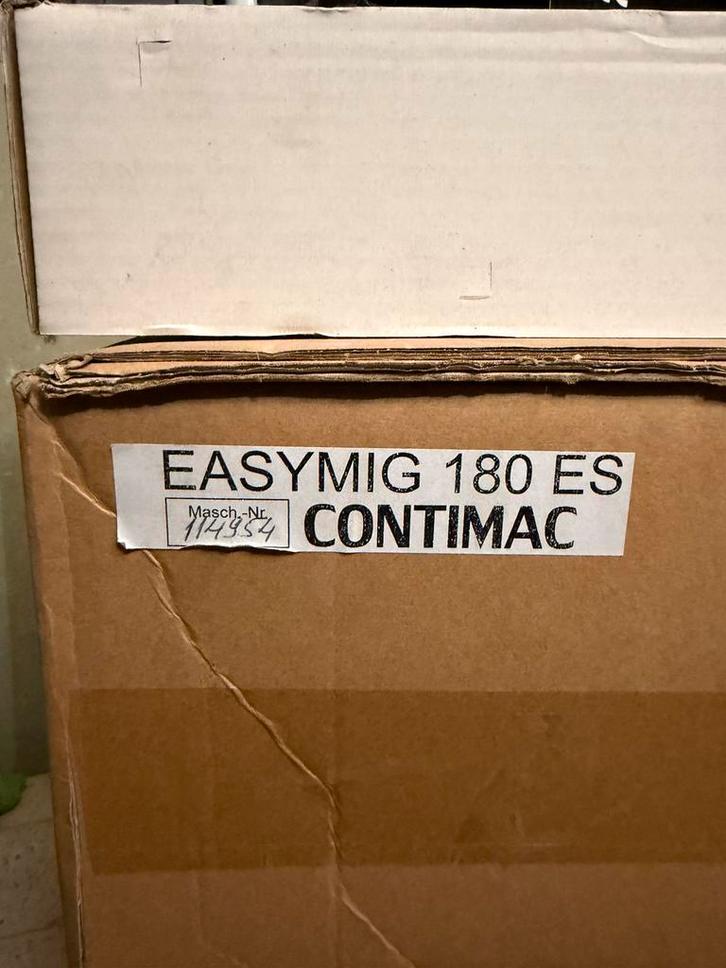 EASYMIG 180 ES
Masch.-Nr.
114954
CONTIMAC